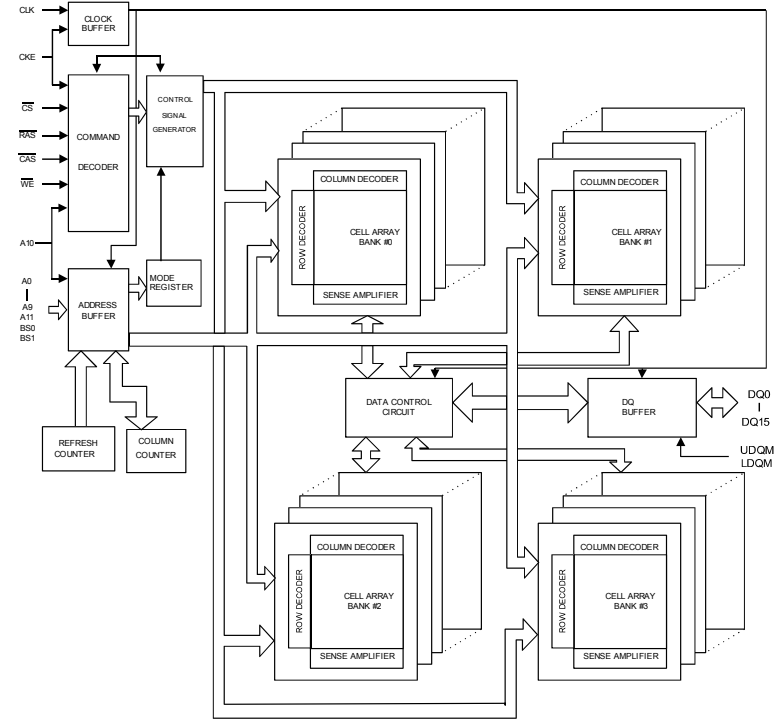 CLK
CLOCK
BUFFER
CKE
CS
RAS
CAS
WE
COMMAND
DECODER
CONTROL
SIGNAL
GENERATOR
A10
A0
A9
A11
BS0
BS1
ADDRESS
BUFFER
MODE
REGISTER
REFRESH
COUNTER
COLUMN
COUNTER
COLUMN DECODER
ROW DECODER
CELL ARRAY
BANK #0
SENSE AMPLIFIER
COLUMN DECODER
ROW DECODER
CELL ARRAY
BANK #1
SENSE AMPLIFIER
DATA CONTROL
CIRCUIT
DQ
BUFFER
DQ0
DQ15
UDQM
LDQM
COLUMN DECODER
ROW DECODER
CELL ARRAY
BANK #2
SENSE AMPLIFIER
COLUMN DECODER
ROW DECODER
CELL ARRAY
BANK #3
SENSE AMPLIFIER